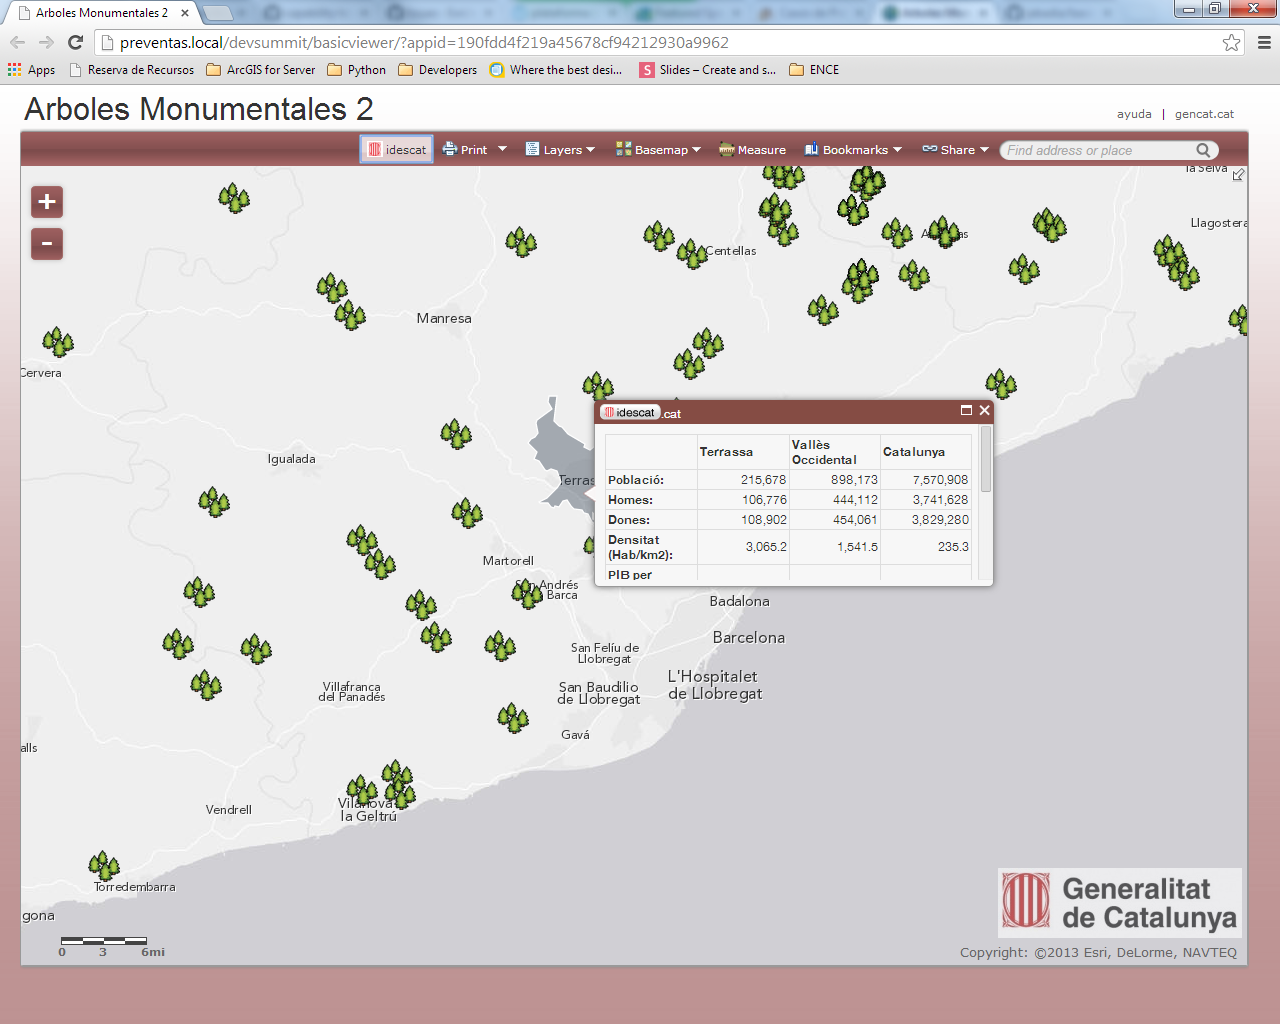 Arboles Monumentales 2
preventas.local/devsummit/basicviewer/?appid=190fdd4f219a45678cf94212930a9962
Apps Reserva de Recursos ArcGIS for Server Python Developers Where the best desi... Slides – Create and s... ENCE
Arboles Monumentales 2
ayuda | gencat.cat
idescat Print Layers Basemap Measure Bookmarks Share Find address or place
+
-
la Selva
Llagostera
Centellas
Manresa
Cervera
Igualada
idescat .cat
Terrassa Vallès Occidental Catalunya
Població: 215,678 898,173 7,570,908
Homes: 106,776 444,112 3,741,628
Dones: 108,902 454,061 3,829,280
Densitat (Hab/km2): 3,065.2 1,541.5 235.3
PIB per
Terras
Martorell
San Andrés
Barca
Badalona
Barcelona
San Felíu de
Llobregat
L'Hospitalet
de Llobregat
San Baudilio
de Llobregat
Villafranca
del Panadés
Gavá
alls
Vendrell
Vilanova
la Geltrú
Torredembarra
gona
Generalitat
de Catalunya
0 3 6mi
Copyright: ©2013 Esri, DeLorme, NAVTEQ